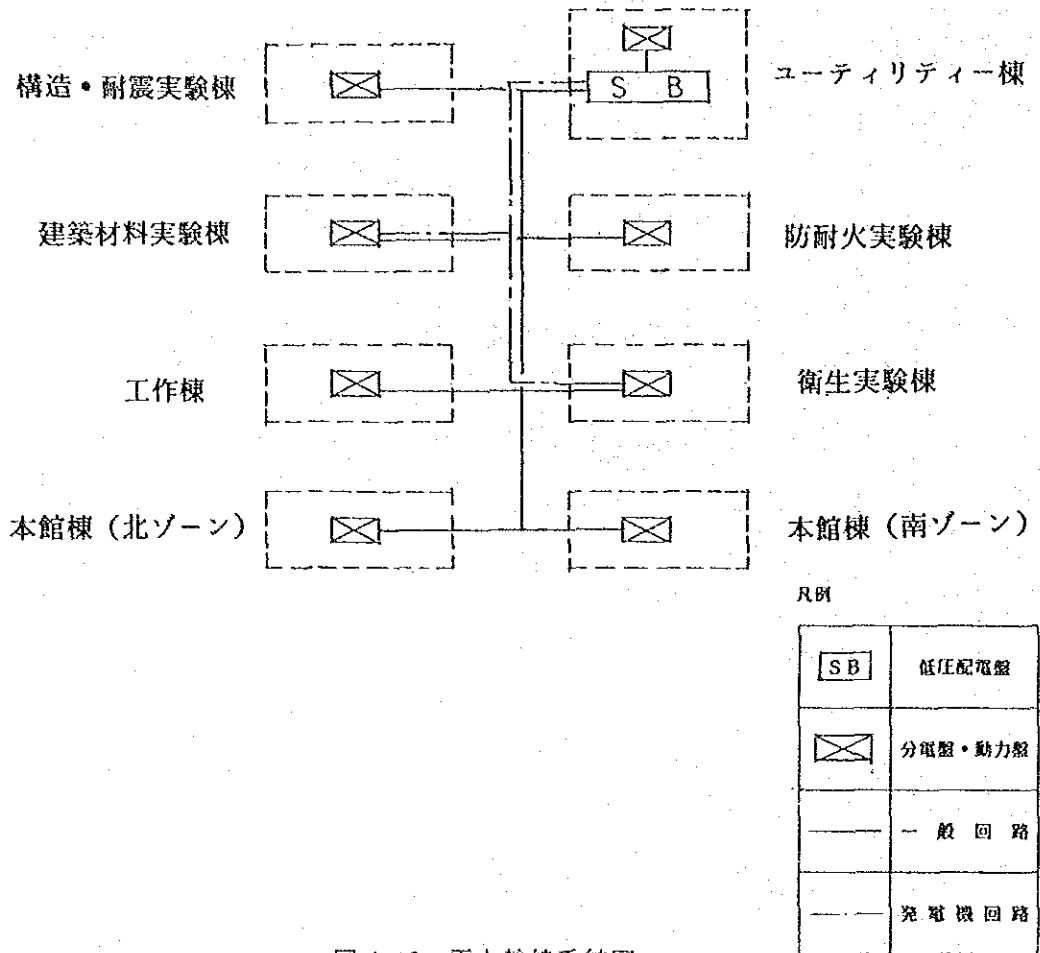 構造・耐震実験棟
S B
ユーティリティー棟
建築材料実験棟
防耐火実験棟
工作棟
衛生実験棟
本館棟（北ゾーン）
本館棟（南ゾーン）
凡例
SB 低圧配電盤
分電盤・動力盤
一般回路
発電機回路